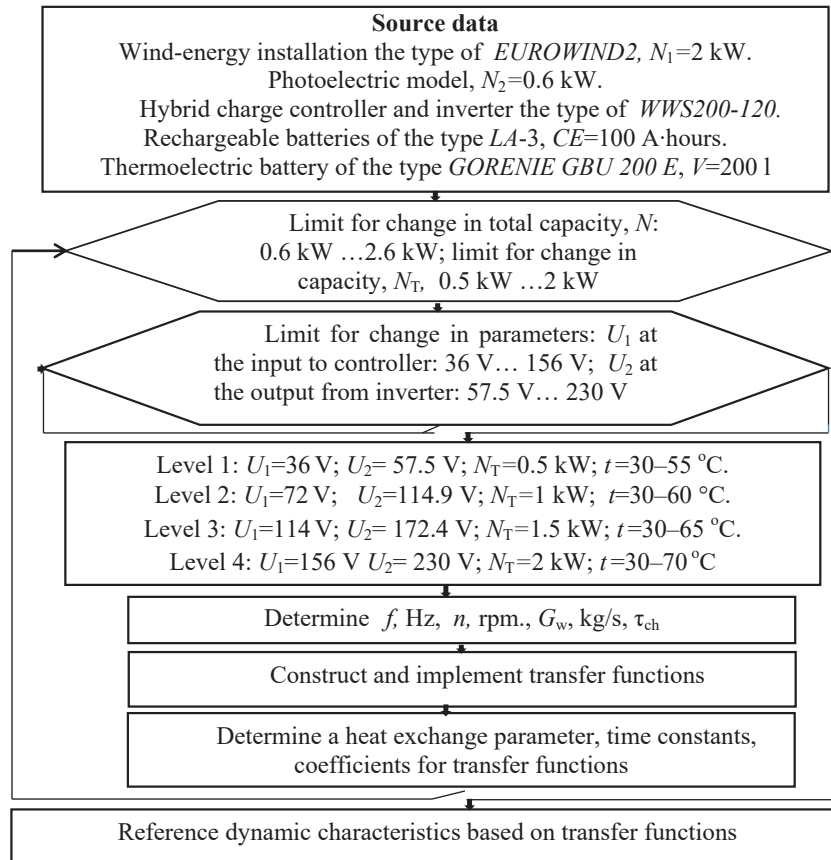 Source data
Wind-energy installation the type of EUROWIND2, N₁=2 kW.
Photoelectric model, N₂=0.6 kW.
Hybrid charge controller and inverter the type of WWS200-120.
Rechargeable batteries of the type LA-3, CE=100 A·hours.
Thermoelectric battery of the type GORENIE GBU 200 E, V=200 l
Limit for change in total capacity, N:
0.6 kW …2.6 kW; limit for change in
capacity, Nᴛ, 0.5 kW …2 kW
Limit for change in parameters: U₁ at
the input to controller: 36 V… 156 V; U₂ at
the output from inverter: 57.5 V… 230 V
Level 1: U₁=36 V; U₂= 57.5 V; Nᴛ=0.5 kW; t=30–55 °C.
Level 2: U₁=72 V; U₂=114.9 V; Nᴛ=1 kW; t=30–60 °C.
Level 3: U₁=114 V; U₂= 172.4 V; Nᴛ=1.5 kW; t=30–65 °C.
Level 4: U₁=156 V U₂= 230 V; Nᴛ=2 kW; t=30–70 °C
Determine f, Hz, n, rpm., G_w, kg/s, τ_ch
Construct and implement transfer functions
Determine a heat exchange parameter, time constants,
coefficients for transfer functions
Reference dynamic characteristics based on transfer functions